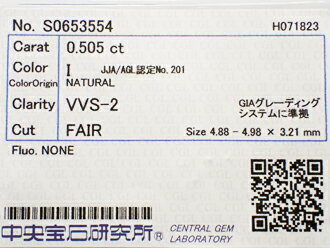 No. S0653554 H071823
Carat 0.505 ct
Color I JJA/AGL認定No.201
ColorOrigin NATURAL
Clarity VVS-2 GIAグレーディング
システムに準拠
Cut FAIR Size 4.88 - 4.98 × 3.21 mm
Fluo. NONE
中央宝石研究所® CENTRAL GEM
LABORATORY